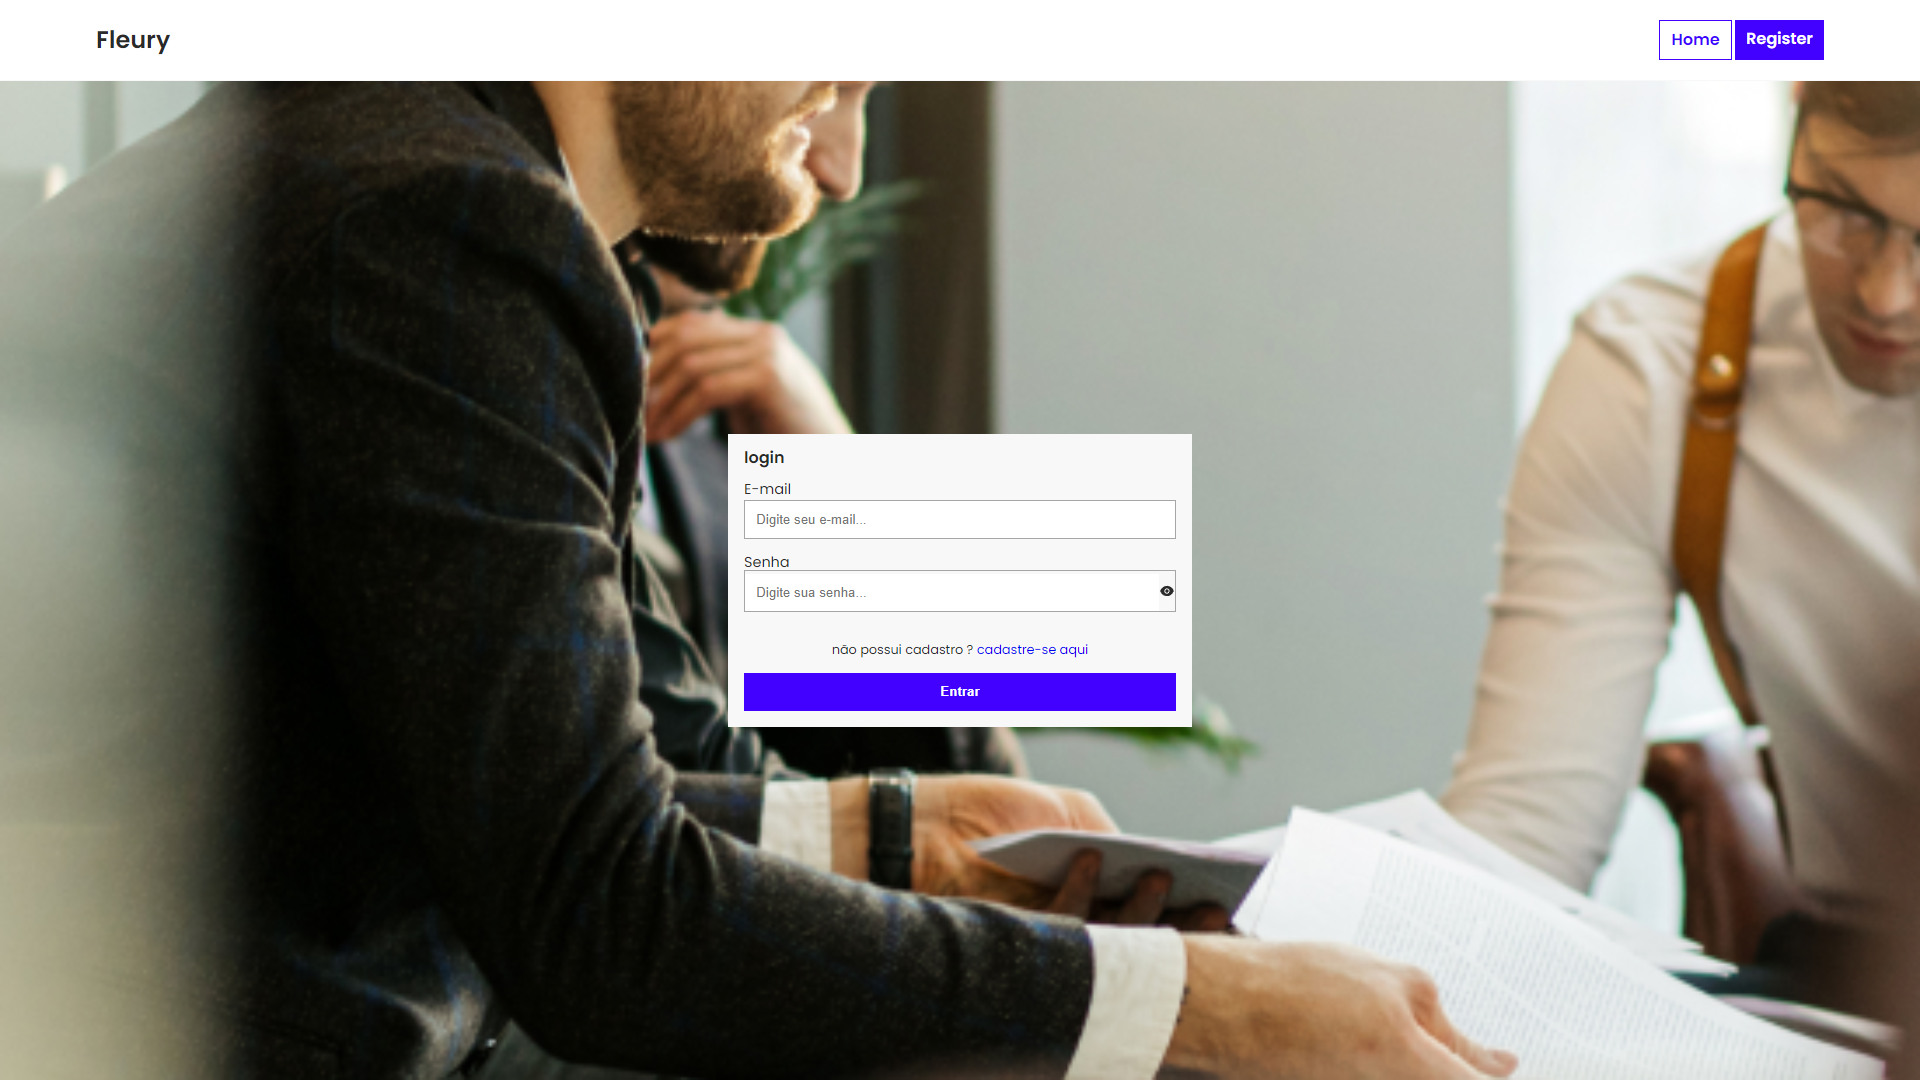 Fleury
Home
Register
login
E-mail
Digite seu e-mail...
Senha
Digite sua senha...
não possui cadastro ? cadastre-se aqui
Entrar